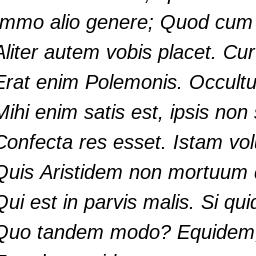 Immo alio genere; Quod cum
Aliter autem vobis placet. Cur
Erat enim Polemonis. Occultu
Mihi enim satis est, ipsis non
Confecta res esset. Istam vol
Quis Aristidem non mortuum
Qui est in parvis malis. Si quid
Quo tandem modo? Equidem,